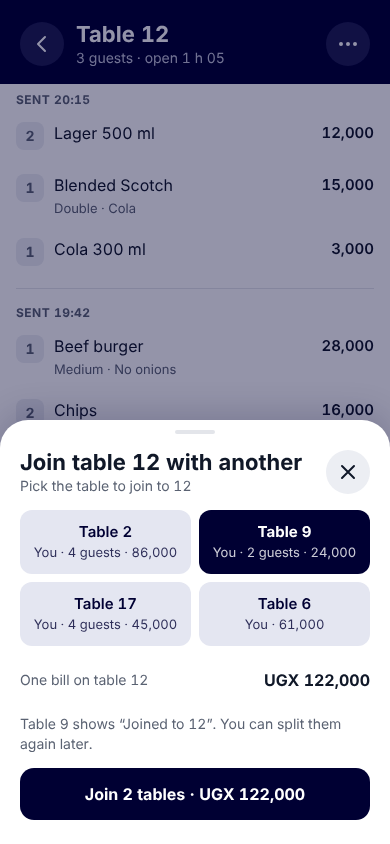 Table 12
3 guests · open 1 h 05
SENT 20:15
2 Lager 500 ml 12,000
1 Blended Scotch 15,000
Double · Cola
1 Cola 300 ml 3,000
SENT 19:42
1 Beef burger 28,000
Medium · No onions
2 Chips 16,000
Join table 12 with another
Pick the table to join to 12
Table 2
You · 4 guests · 86,000
Table 9
You · 2 guests · 24,000
Table 17
You · 4 guests · 45,000
Table 6
You · 61,000
One bill on table 12 UGX 122,000
Table 9 shows “Joined to 12”. You can split them
again later.
Join 2 tables · UGX 122,000